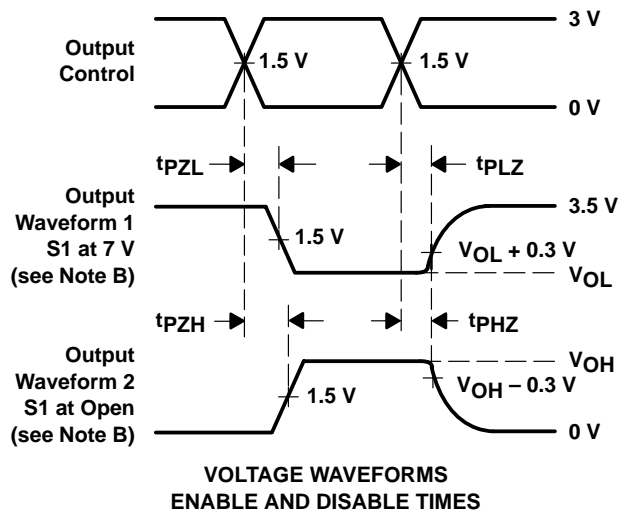 3 V
Output
Control
1.5 V
1.5 V
0 V
tPZL
tPLZ
Output
Waveform 1
S1 at 7 V
(see Note B)
3.5 V
1.5 V
VOL + 0.3 V
VOL
tPZH
tPHZ
Output
Waveform 2
S1 at Open
(see Note B)
VOH
VOH – 0.3 V
1.5 V
0 V
VOLTAGE WAVEFORMS
ENABLE AND DISABLE TIMES